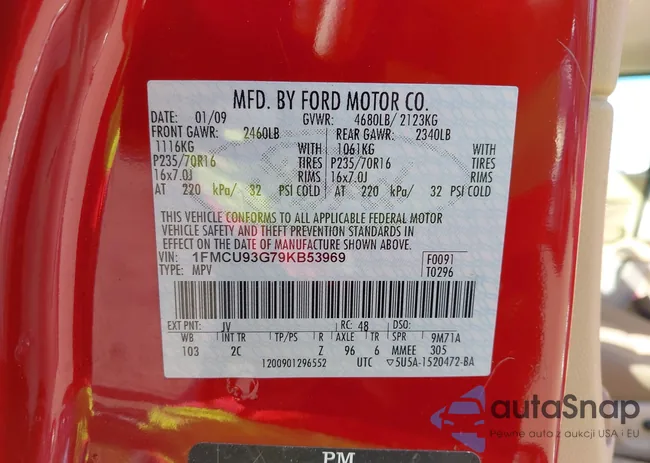 MFD. BY FORD MOTOR CO.
DATE: 01/09 GVWR: 4680LB/ 2123KG
FRONT GAWR: 2460LB REAR GAWR: 2340LB
1116KG WITH 1061KG WITH
P235/70R16 TIRES P235/70R16 TIRES
16x7.0J RIMS 16x7.0J RIMS
AT 220 kPa/ 32 PSI COLD AT 220 kPa/ 32 PSI COLD
THIS VEHICLE CONFORMS TO ALL APPLICABLE FEDERAL MOTOR
VEHICLE SAFETY AND THEFT PREVENTION STANDARDS IN
EFFECT ON THE DATE OF MANUFACTURE SHOWN ABOVE.
VIN: 1FMCU93G79KB53969 F0091
TYPE: MPV T0296
EXT PNT: JV RC: 48 DSO:
WB INT TR TP/PS R AXLE TR SPR 9M71A
103 2C Z 96 6 MMEE 305
1200901296552 UTC ▽5U5A-1520472-BA
autoSnap
Pewne auto z aukcji USA i EU
PM